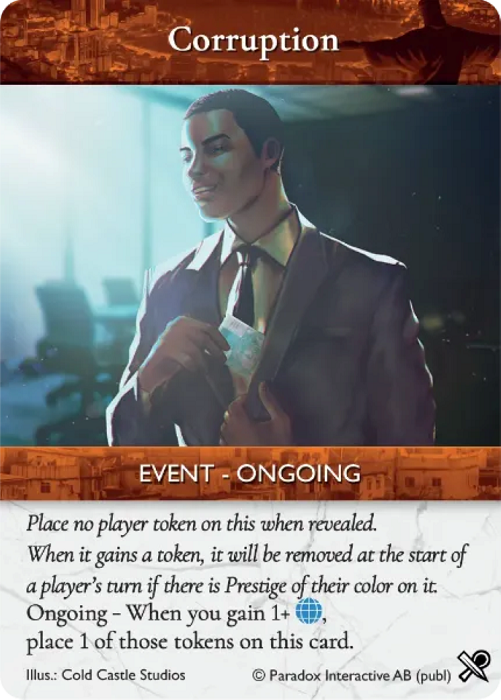 Corruption
EVENT - ONGOING
Place no player token on this when revealed.
When it gains a token, it will be removed at the start of
a player's turn if there is Prestige of their color on it.
Ongoing – When you gain 1+ ,
place 1 of those tokens on this card.
Illus.: Cold Castle Studios © Paradox Interactive AB (publ)